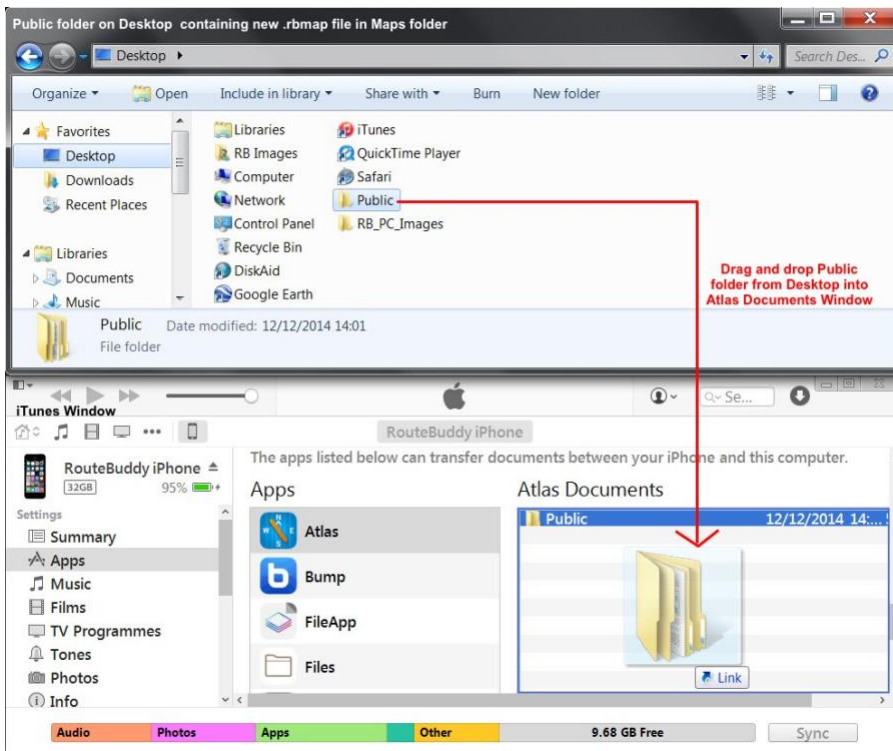 Public folder on Desktop containing new .rbmap file in Maps folder
Desktop
Search Des...
Organize
Open
Include in library
Share with
Burn
New folder
Favorites
Desktop
Downloads
Recent Places
Libraries
Documents
Music
Libraries
RB Images
Computer
Network
Control Panel
Recycle Bin
DiskAid
Google Earth
iTunes
QuickTime Player
Safari
Public
RB_PC_Images
Drag and drop Public
folder from Desktop into
Atlas Documents Window
Public
Date modified: 12/12/2014 14:01
File folder
iTunes Window
Se...
RouteBuddy iPhone
RouteBuddy iPhone
32GB
95%
Settings
Summary
Apps
Music
Films
TV Programmes
Tones
Photos
Info
The apps listed below can transfer documents between your iPhone and this computer.
Apps
Atlas
Bump
FileApp
Files
Atlas Documents
Public 12/12/2014 14:...
Link
Audio
Photos
Apps
Other
9.68 GB Free
Sync